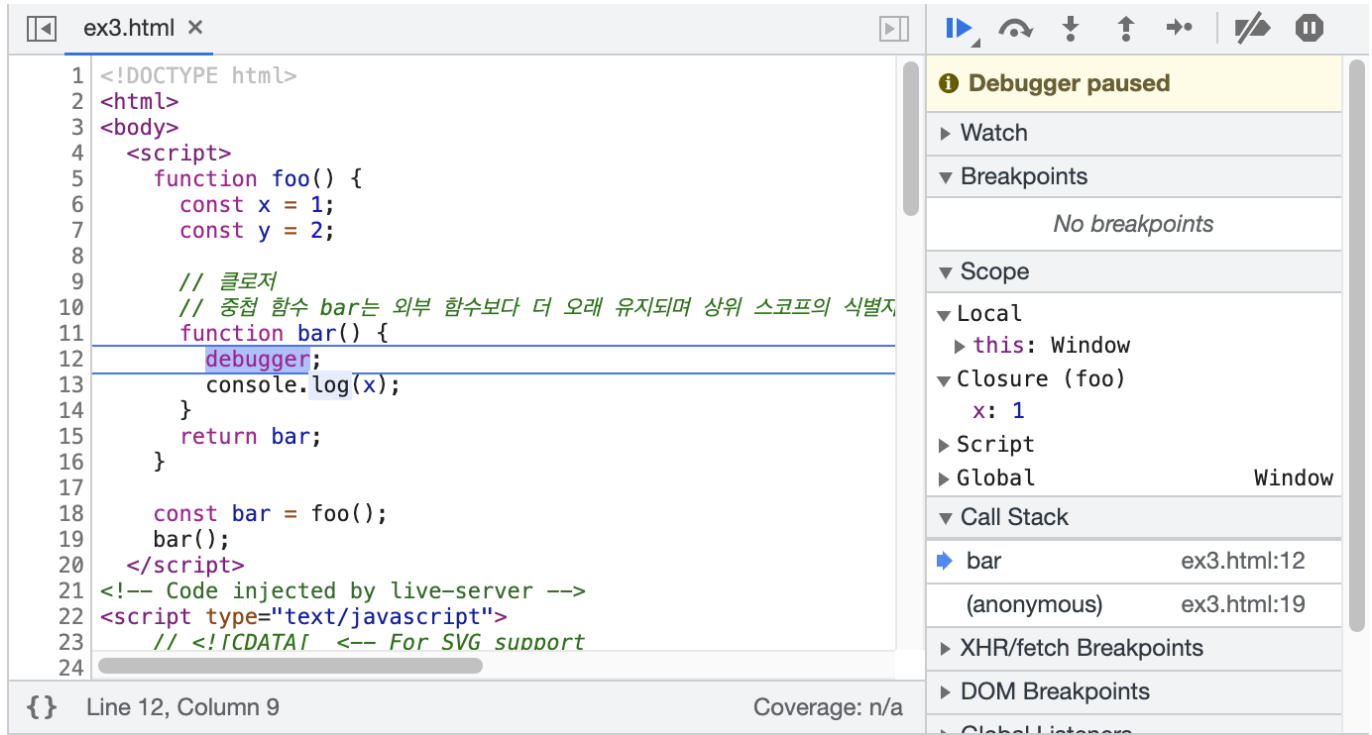 ex3.html ×
1 <!DOCTYPE html>
2 <html>
3 <body>
4 <script>
5 function foo() {
6 const x = 1;
7 const y = 2;
8
9 // 클로저
10 // 중첩 함수 bar는 외부 함수보다 더 오래 유지되며 상위 스코프의 식별자
11 function bar() {
12 debugger;
13 console.log(x);
14 }
15 return bar;
16 }
17
18 const bar = foo();
19 bar();
20 </script>
21 <!-- Code injected by live-server -->
22 <script type="text/javascript">
23 // <![CDATA[ <-- For SVG support
24
{} Line 12, Column 9 Coverage: n/a
Debugger paused
Watch
Breakpoints
No breakpoints
Scope
Local
this: Window
Closure (foo)
x: 1
Script
Global Window
Call Stack
bar ex3.html:12
(anonymous) ex3.html:19
XHR/fetch Breakpoints
DOM Breakpoints
Global Listeners